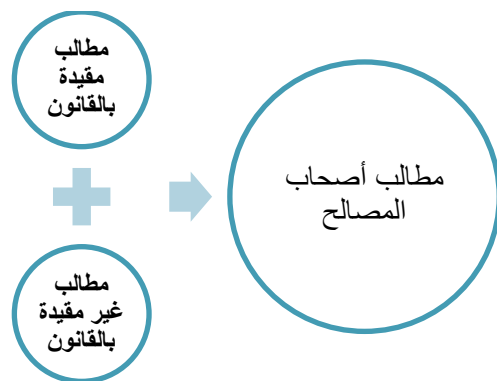 مطالب
مقيدة
بالقانون
مطالب
غير مقيدة
بالقانون
مطالب أصحاب
المصالح